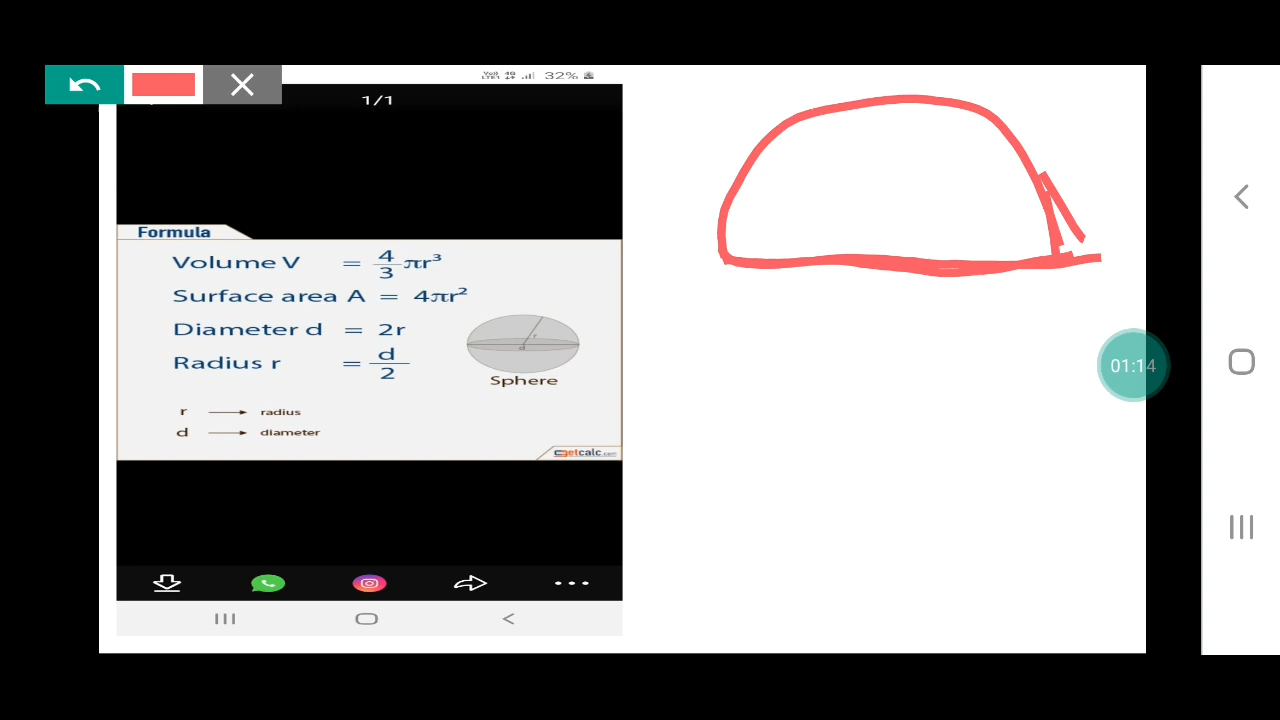 32%
1/1
Formula
Volume V = 4/3 πr³
Surface area A = 4πr²
Diameter d = 2r
Radius r = d/2
r
d
Sphere
r → radius
d → diameter
getcalc.com
01:14